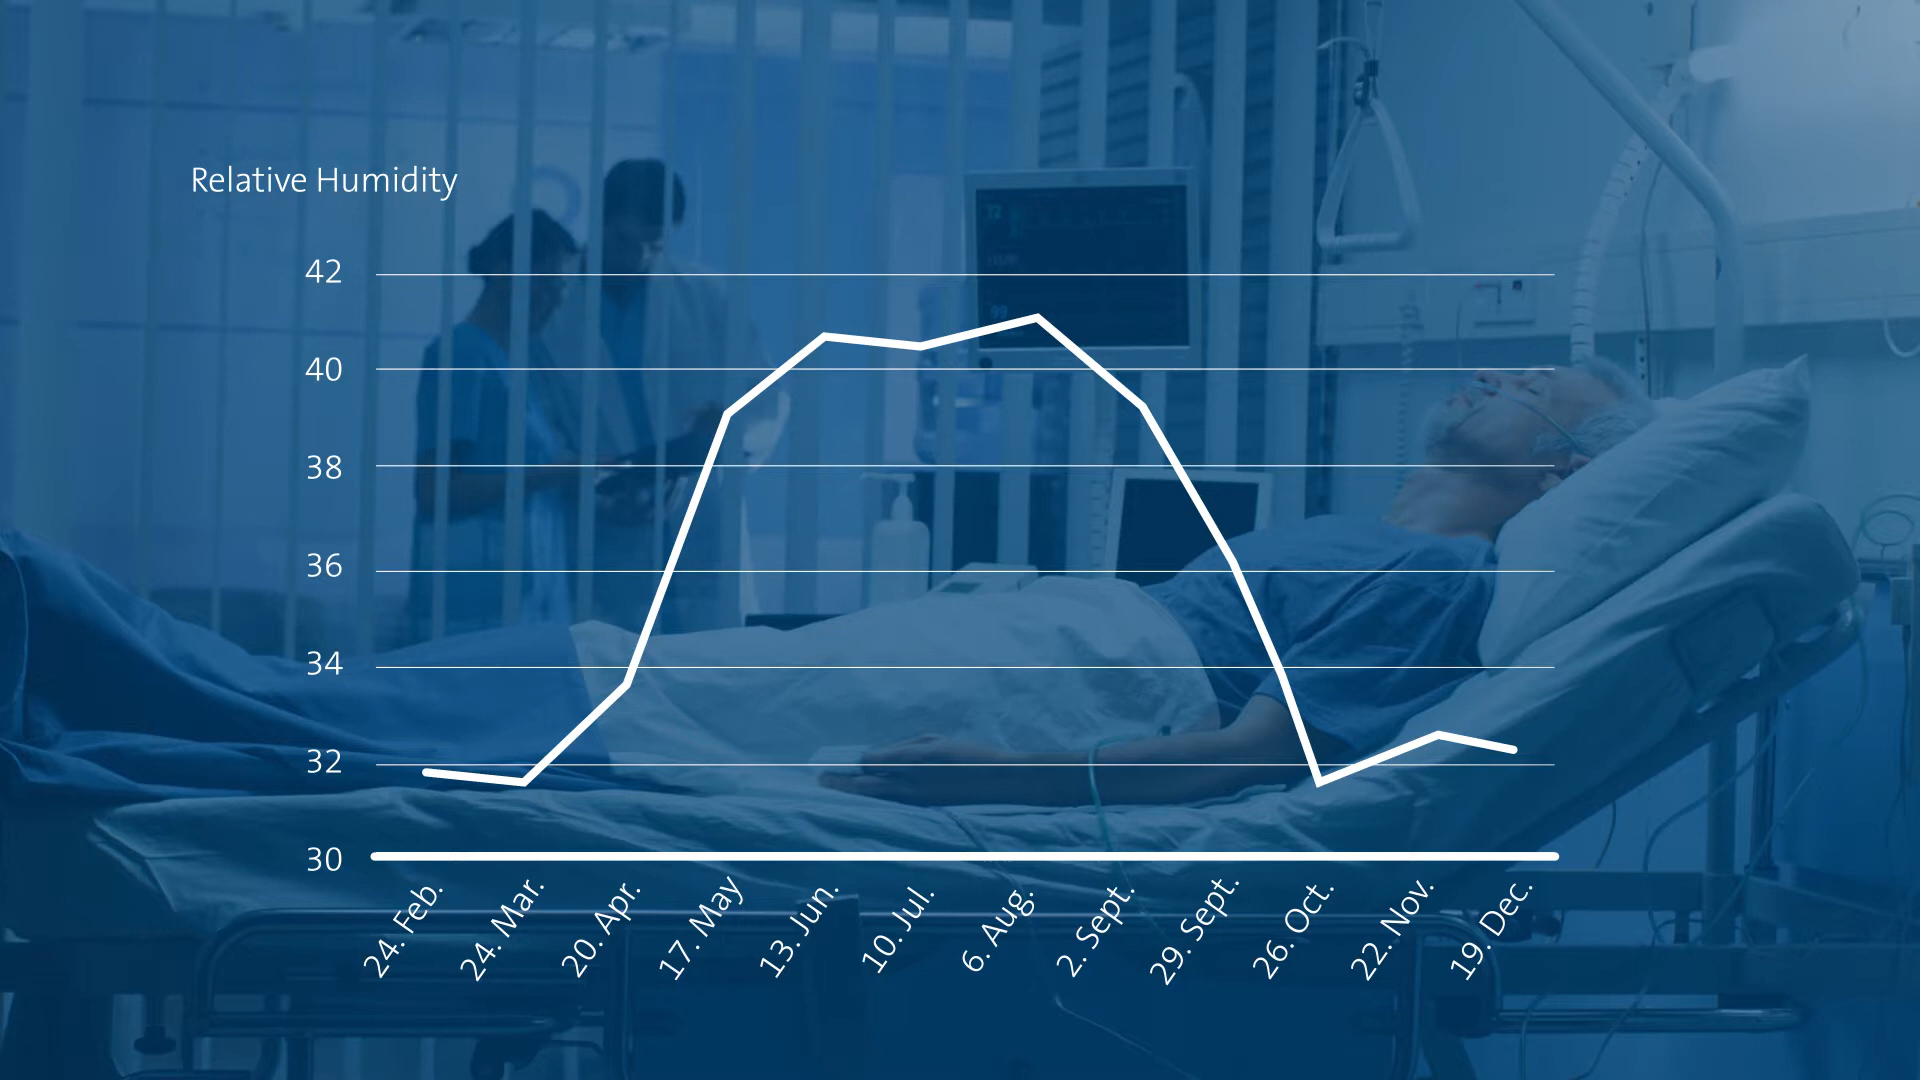 Relative Humidity
42
40
38
36
34
32
30
24. Feb.
24. Mar.
20. Apr.
17. May
13. Jun.
10. Jul.
6. Aug.
2. Sept.
29. Sept.
26. Oct.
22. Nov.
19. Dec.